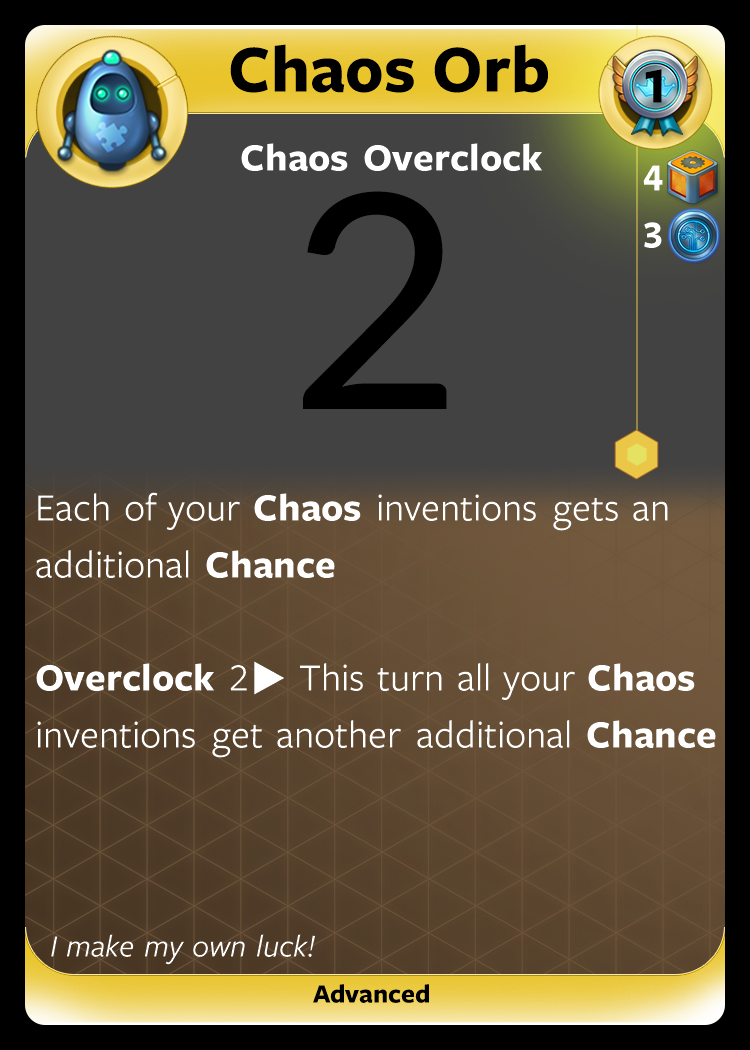 Chaos Orb
1
Chaos Overclock
4
3
2
Each of your Chaos inventions gets an
additional Chance
Overclock 2▶ This turn all your Chaos
inventions get another additional Chance
I make my own luck!
Advanced